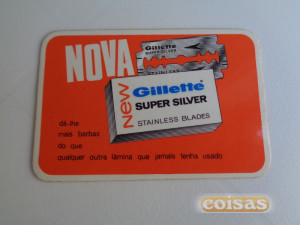 NOVA
Gillette
SUPER SILVER
NEW
Gillette
SUPER SILVER
STAINLESS BLADES
dá-lhe
mais barbas
do que
qualquer outra lâmina que jamais tenha usado
coisas